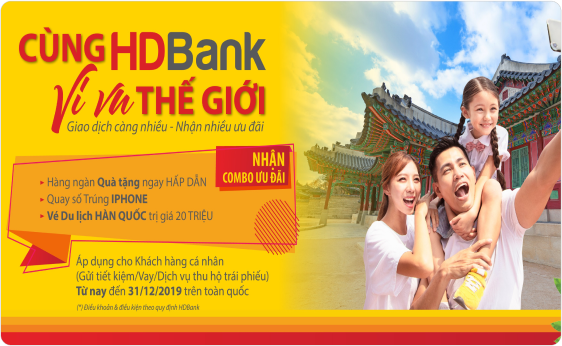 CÙNG HDBank
Vi vu THẾ GIỚI
Giao dịch càng nhiều - Nhận nhiều ưu đãi
NHẬN
COMBO ƯU ĐÃI
▸ Hàng ngàn Quà tặng ngay HẤP DẪN
▸ Quay số Trúng IPHONE
▸ Vé Du lịch HÀN QUỐC trị giá 20 TRIỆU
Áp dụng cho Khách hàng cá nhân
(Gửi tiết kiệm/Vay/Dịch vụ thu hộ trái phiếu)
Từ nay đến 31/12/2019 trên toàn quốc
(*) Điều khoản & điều kiện theo quy định HDBank